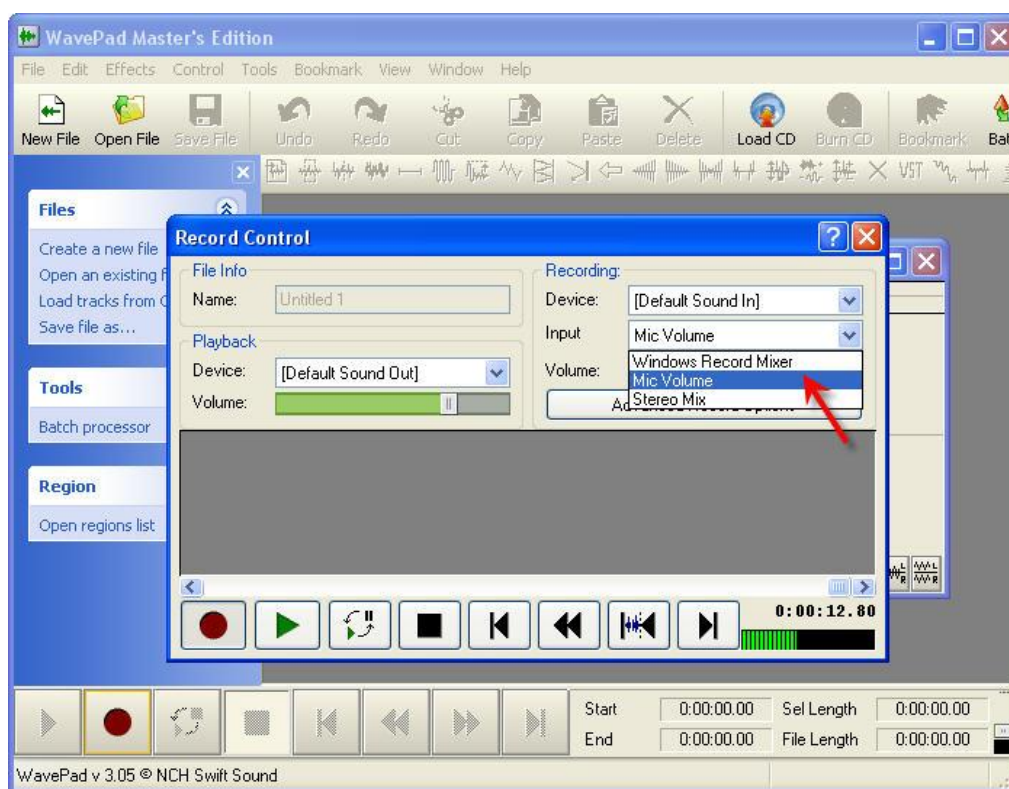 WavePad Master's Edition
File Edit Effects Control Tools Bookmark View Window Help
New File Open File Save File Undo Redo Cut Copy Paste Delete Load CD Burn CD Bookmark
VST
Files
Create a new file
Open an existing
Load tracks from
Save file as...
Tools
Batch processor
Region
Open regions list
Record Control
File Info
Name: Untitled 1
Playback
Device: [Default Sound Out]
Volume:
Recording:
Device: [Default Sound In]
Input Mic Volume
Volume:
Windows Record Mixer
Mic Volume
Stereo Mix
0:00:12.80
Start 0:00:00.00 Sel Length 0:00:00.00
End 0:00:00.00 File Length 0:00:00.00
WavePad v 3.05 © NCH Swift Sound